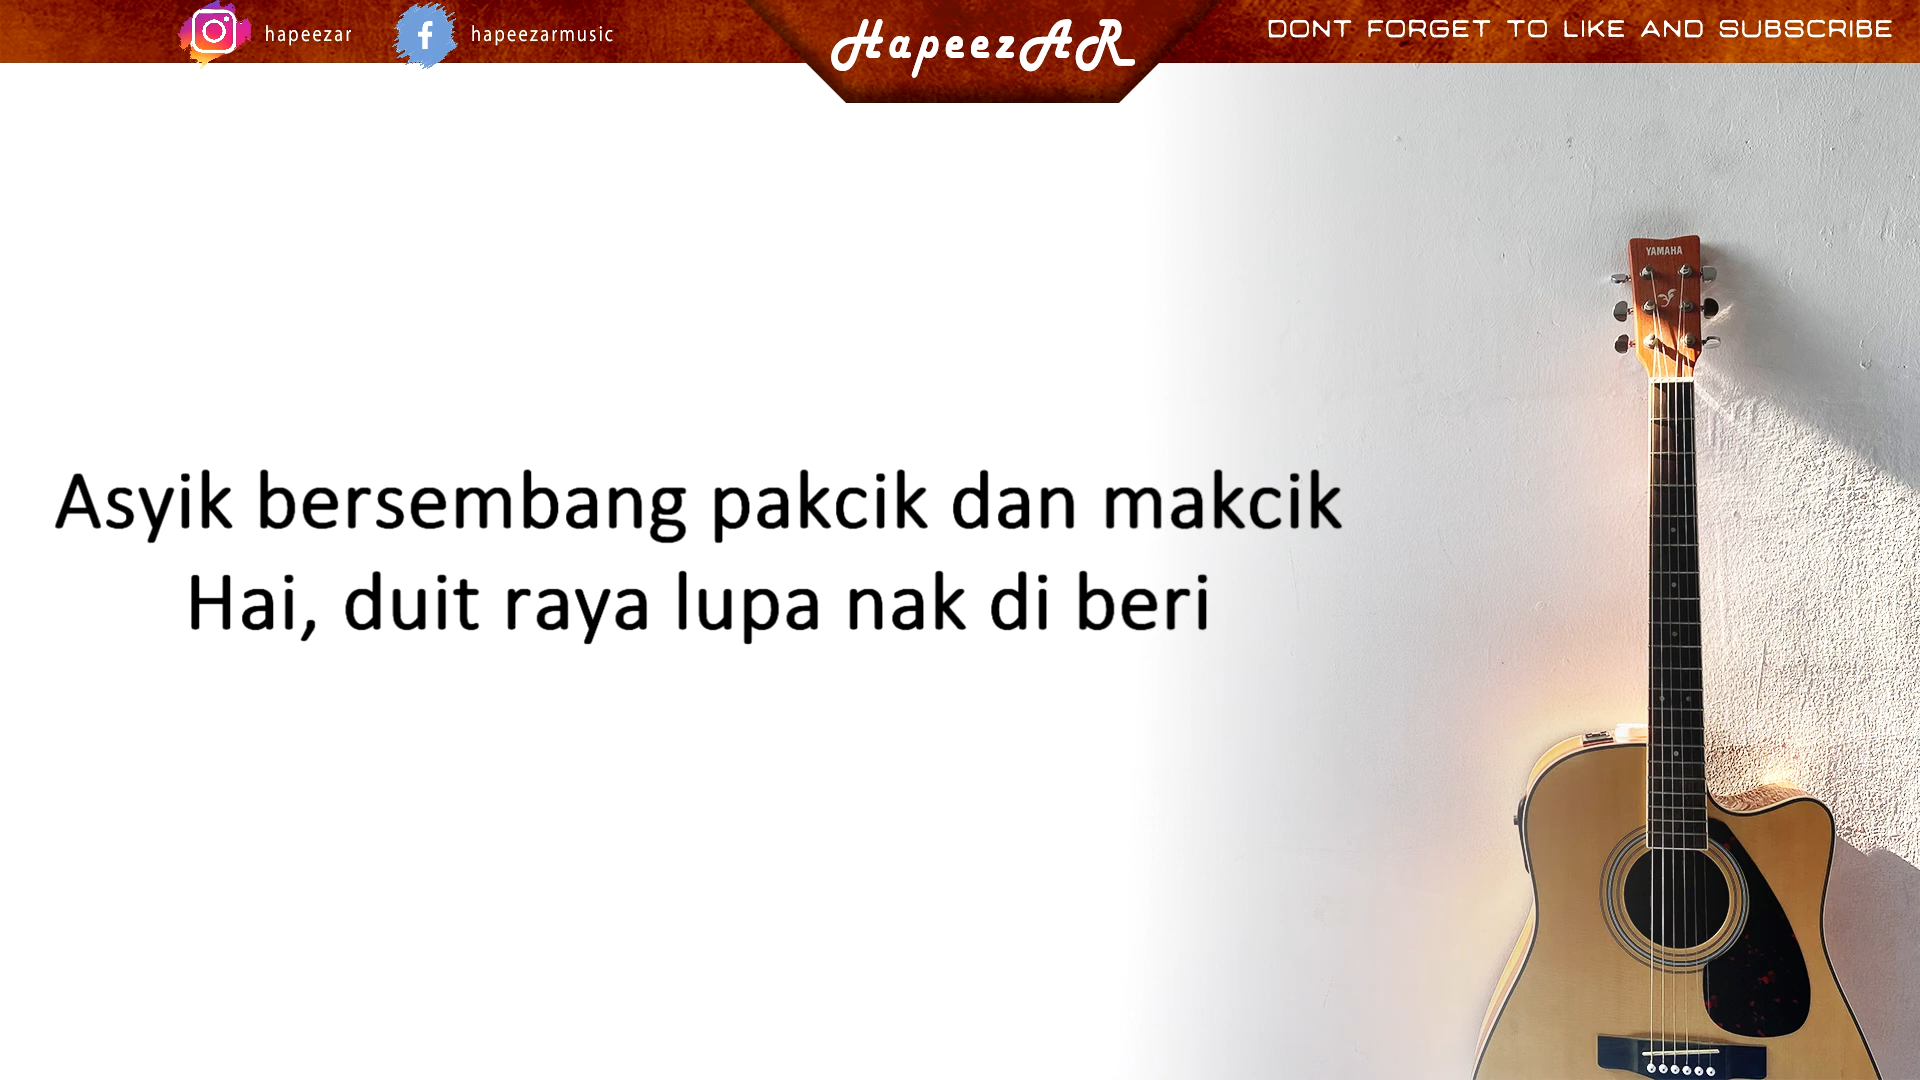 hapeezar
hapeezarmusic
HapeezAR
DONT FORGET TO LIKE AND SUBSCRIBE
YAMAHA
Asyik bersembang pakcik dan makcik
Hai, duit raya lupa nak di beri